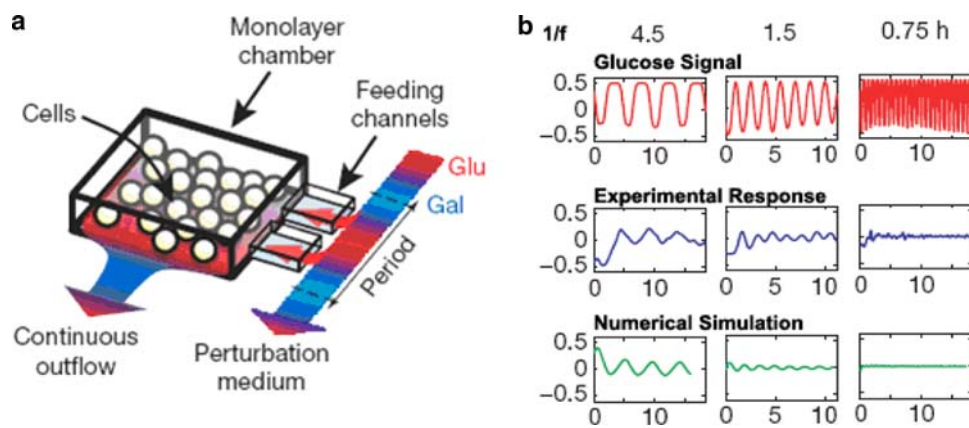 a
Monolayer
chamber
Feeding
channels
Cells
Glu
Gal
Period
Continuous
outflow
Perturbation
medium
b
1/f 4.5 1.5 0.75 h
Glucose Signal
0.5
0
−0.5
0 10 0 5 10 0 10
Experimental Response
0.5
0
−0.5
0 10 0 5 10 0 10
Numerical Simulation
0.5
0
−0.5
0 10 0 5 10 0 10